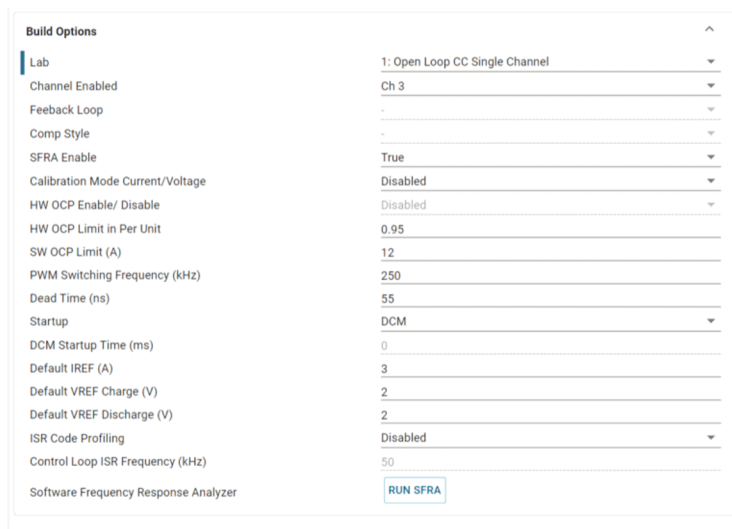 Build Options
Lab 1: Open Loop CC Single Channel
Channel Enabled Ch 3
Feeback Loop -
Comp Style -
SFRA Enable True
Calibration Mode Current/Voltage Disabled
HW OCP Enable/ Disable Disabled
HW OCP Limit in Per Unit 0.95
SW OCP Limit (A) 12
PWM Switching Frequency (kHz) 250
Dead Time (ns) 55
Startup DCM
DCM Startup Time (ms) 0
Default IREF (A) 3
Default VREF Charge (V) 2
Default VREF Discharge (V) 2
ISR Code Profiling Disabled
Control Loop ISR Frequency (kHz) 50
Software Frequency Response Analyzer RUN SFRA